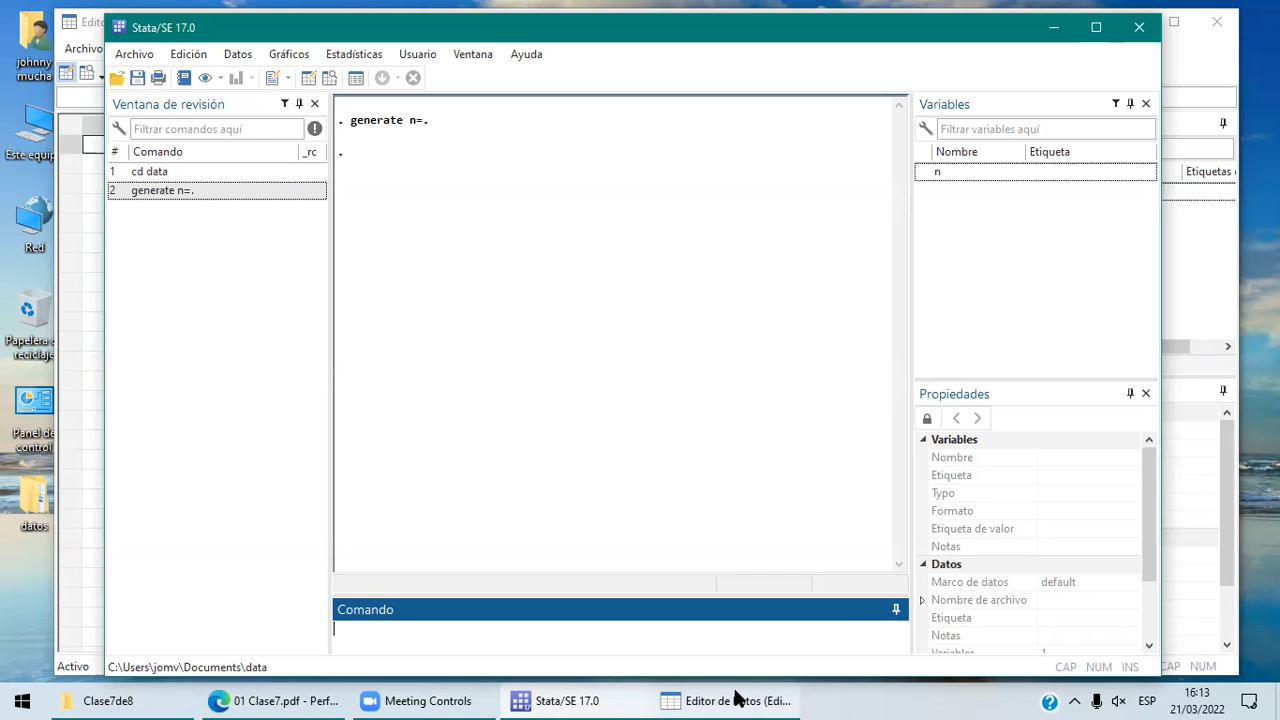 Edito
Archivo
Stata/SE 17.0
Archivo Edición Datos Gráficos Estadísticas Usuario Ventana Ayuda
Ventana de revisión
Filtrar comandos aquí
# Comando _rc
1 cd data
2 generate n=.
. generate n=.
.
Comando
C:\Users\jomv\Documents\data
Variables
Filtrar variables aquí
Nombre Etiqueta
n
Propiedades
Variables
Nombre
Etiqueta
Typo
Formato
Etiqueta de valor
Notas
Datos
Marco de datos default
Nombre de archivo
Etiqueta
Notas
Variables 1
CAP NUM INS
Etiquetas
CAP NUM
Activo
johnny
mucha
Este equip
Red
Papelera
reciclaje
Panel de
control
datos
Clase7de8
01 Clase7.pdf - Perf...
Meeting Controls
Stata/SE 17.0
Editor de Datos (Edi...
ESP
16:13
21/03/2022